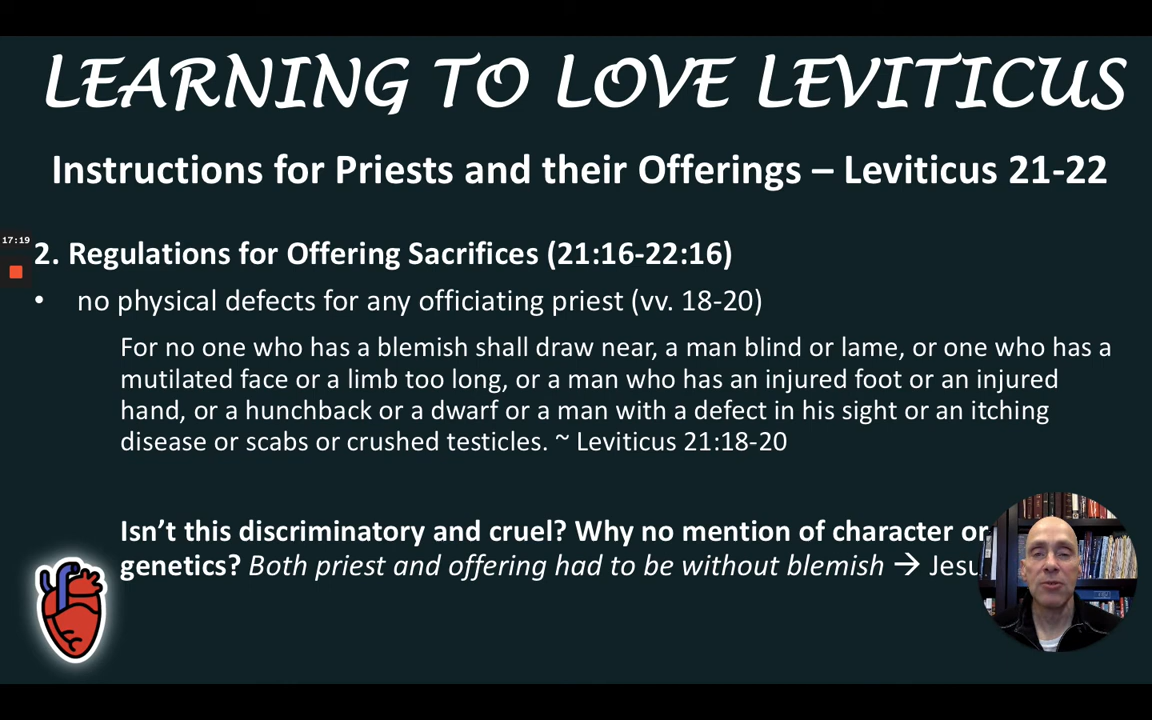 LEARNING TO LOVE LEVITICUS
Instructions for Priests and their Offerings – Leviticus 21-22
17:19
2. Regulations for Offering Sacrifices (21:16-22:16)
• no physical defects for any officiating priest (vv. 18-20)
For no one who has a blemish shall draw near, a man blind or lame, or one who has a
mutilated face or a limb too long, or a man who has an injured foot or an injured
hand, or a hunchback or a dwarf or a man with a defect in his sight or an itching
disease or scabs or crushed testicles. ~ Leviticus 21:18-20
Isn’t this discriminatory and cruel? Why no mention of character or
genetics? Both priest and offering had to be without blemish →